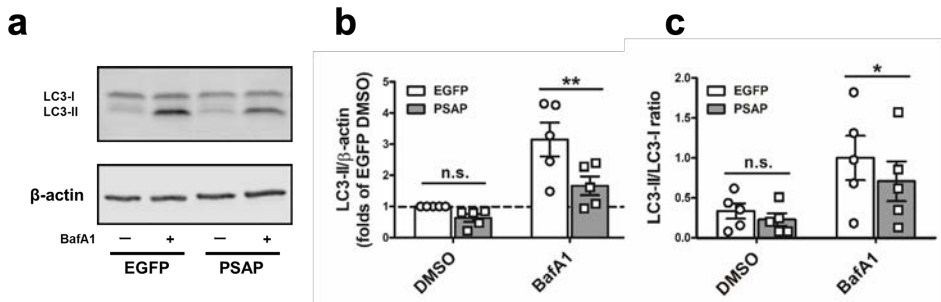 a
LC3-I
LC3-II
β-actin
BafA1
– + – +
EGFP PSAP
b
LC3-II/β-actin
(folds of EGFP DMSO)
5
4
3
2
1
0
EGFP
PSAP
n.s.
**
DMSO
BafA1
c
LC3-II/LC3-I ratio
2.0
1.5
1.0
0.5
0.0
EGFP
PSAP
n.s.
*
DMSO
BafA1